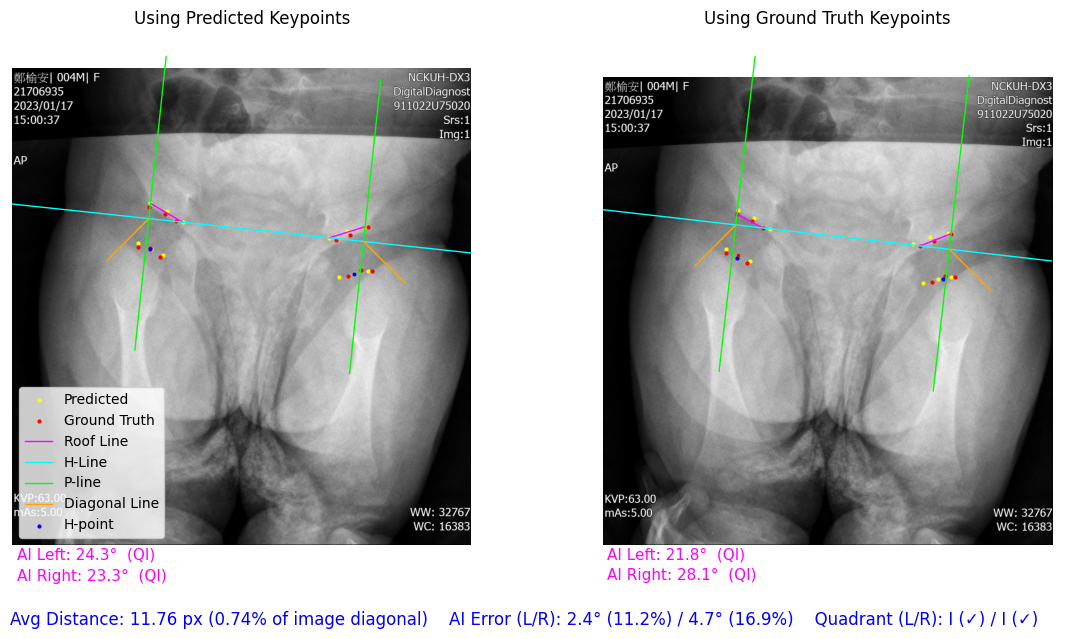 Using Predicted Keypoints
鄭榆安| 004M| F
21706935
2023/01/17
15:00:37
AP
NCKUH-DX3
DigitalDiagnost
911022U75020
Srs:1
Img:1
Predicted
Ground Truth
Roof Line
H-Line
P-line
Diagonal Line
H-point
KVP:63.00
mAs:5.00
WW: 32767
WC: 16383
AI Left: 24.3° (QI)
AI Right: 23.3° (QI)
Using Ground Truth Keypoints
鄭榆安| 004M| F
21706935
2023/01/17
15:00:37
AP
NCKUH-DX3
DigitalDiagnost
911022U75020
Srs:1
Img:1
KVP:63.00
mAs:5.00
WW: 32767
WC: 16383
AI Left: 21.8° (QI)
AI Right: 28.1° (QI)
Avg Distance: 11.76 px (0.74% of image diagonal) AI Error (L/R): 2.4° (11.2%) / 4.7° (16.9%) Quadrant (L/R): I (✓) / I (✓)